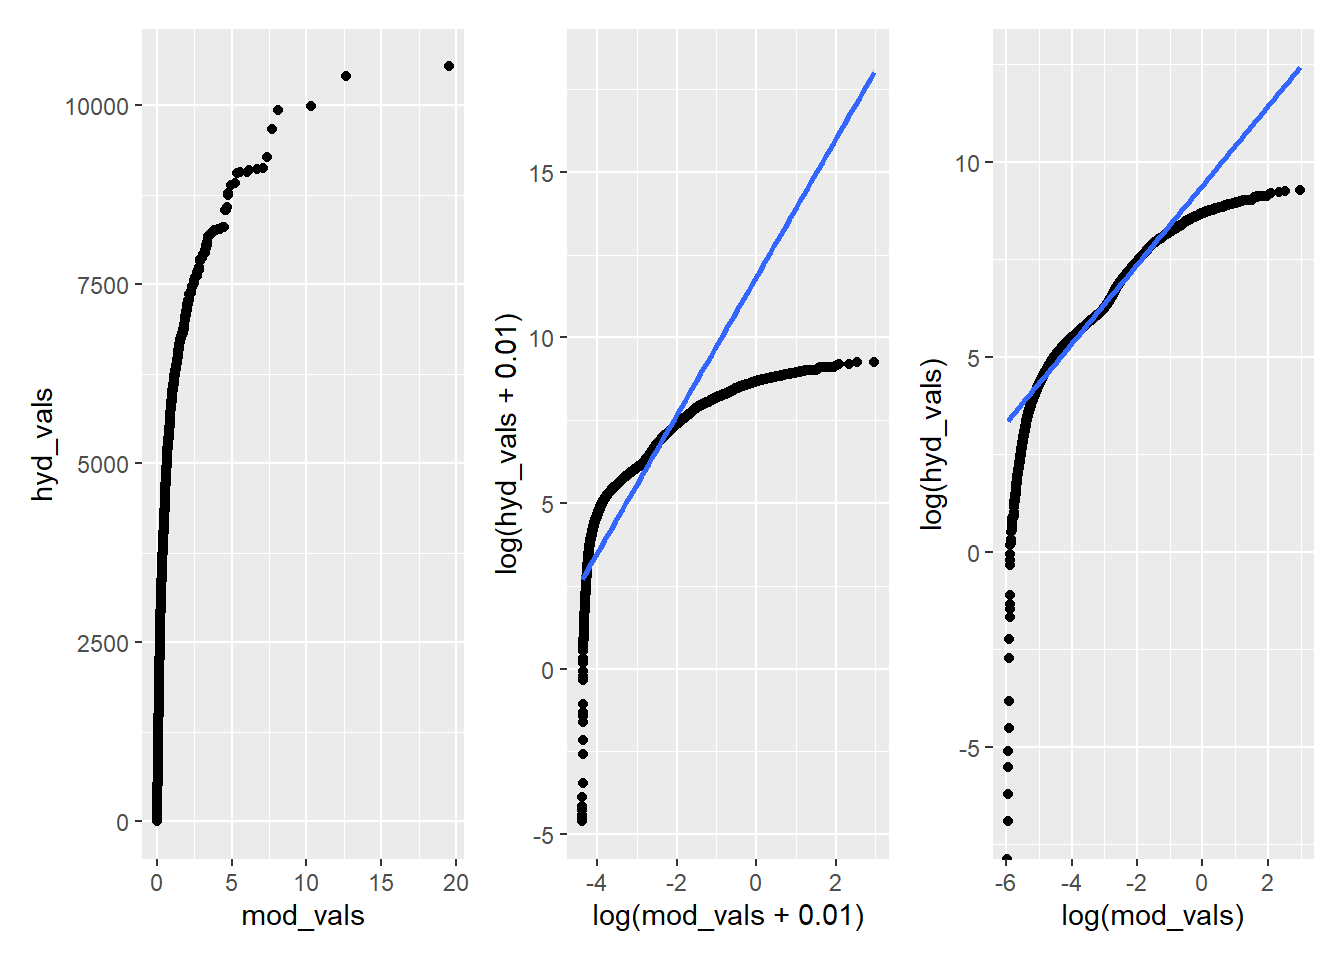 hyd_vals
10000
7500
5000
2500
0
0 5 10 15 20
mod_vals
log(hyd_vals + 0.01)
15
10
5
0
-5
-4 -2 0 2
log(mod_vals + 0.01)
log(hyd_vals)
10
5
0
-5
-6 -4 -2 0 2
log(mod_vals)